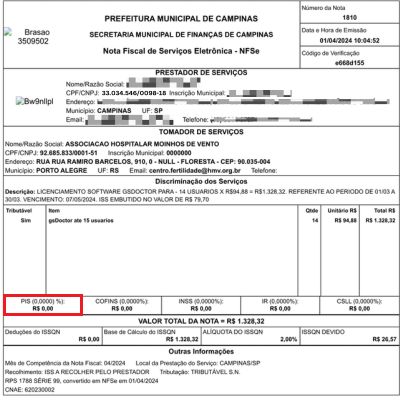 Brasao
3509502
PREFEITURA MUNICIPAL DE CAMPINAS
SECRETARIA MUNICIPAL DE FINANÇAS DE CAMPINAS
Nota Fiscal de Serviços Eletrônica - NFSe
Número da Nota
1810
Data e Hora de Emissão
01/04/2024 10:04:52
Código de Verificação
e668d155
PRESTADOR DE SERVIÇOS
Bw9nllpl
Nome/Razão Social:
CPF/CNPJ: 33.034.546/0098-18 Inscrição Municipal:
Endereço:
Município: CAMPINAS UF: SP
Email: Telefone:
TOMADOR DE SERVIÇOS
Nome/Razão Social: ASSOCIACAO HOSPITALAR MOINHOS DE VENTO
CPF/CNPJ: 92.685.833/0001-51 Inscrição Municipal: 0000000
Endereço: RUA RUA RAMIRO BARCELOS, 910, 0 - NULL - FLORESTA - CEP: 90.035-004
Município: PORTO ALEGRE UF: RS Email: centro.fertilidade@hmv.org.br Telefone:
Discriminação dos Serviços
Descrição: LICENCIAMENTO SOFTWARE GSDOCTOR PARA - 14 USUARIOS X R$94,88 = R$1.328,32. REFERENTE AO PERIODO DE 01/03 A
30/03. VENCIMENTO: 07/05/2024. ISS EMBUTIDO NO VALOR DE R$ 79,70
Tributável Item Qtde Unitário R$ Total R$
Sim gsDoctor ate 15 usuarios 14 R$ 94,88 R$ 1.328,32
PIS (0,0000) %): COFINS (0,0000%): INSS (0,0000%): IR (0,0000%): CSLL (0,0000%):
R$ 0,00 R$ 0,00 R$ 0,00 R$ 0,00 R$ 0,00
VALOR TOTAL DA NOTA = R$ 1.328,32
Deduções do ISSQN Base de Cálculo do ISSQN ALÍQUOTA DO ISSQN ISSQN DEVIDO
R$ 0,00 R$ 1.328,32 2,00% R$ 26,57
Outras Informações
Mês de Competência da Nota Fiscal: 04/2024 Local da Prestação do Serviço: CAMPINAS/SP
Recolhimento: ISS A RECOLHER PELO PRESTADOR Tributação: TRIBUTÁVEL S.N.
RPS 1788 SÉRIE 99, convertido em NFSe em 01/04/2024
CNAE: 620230002